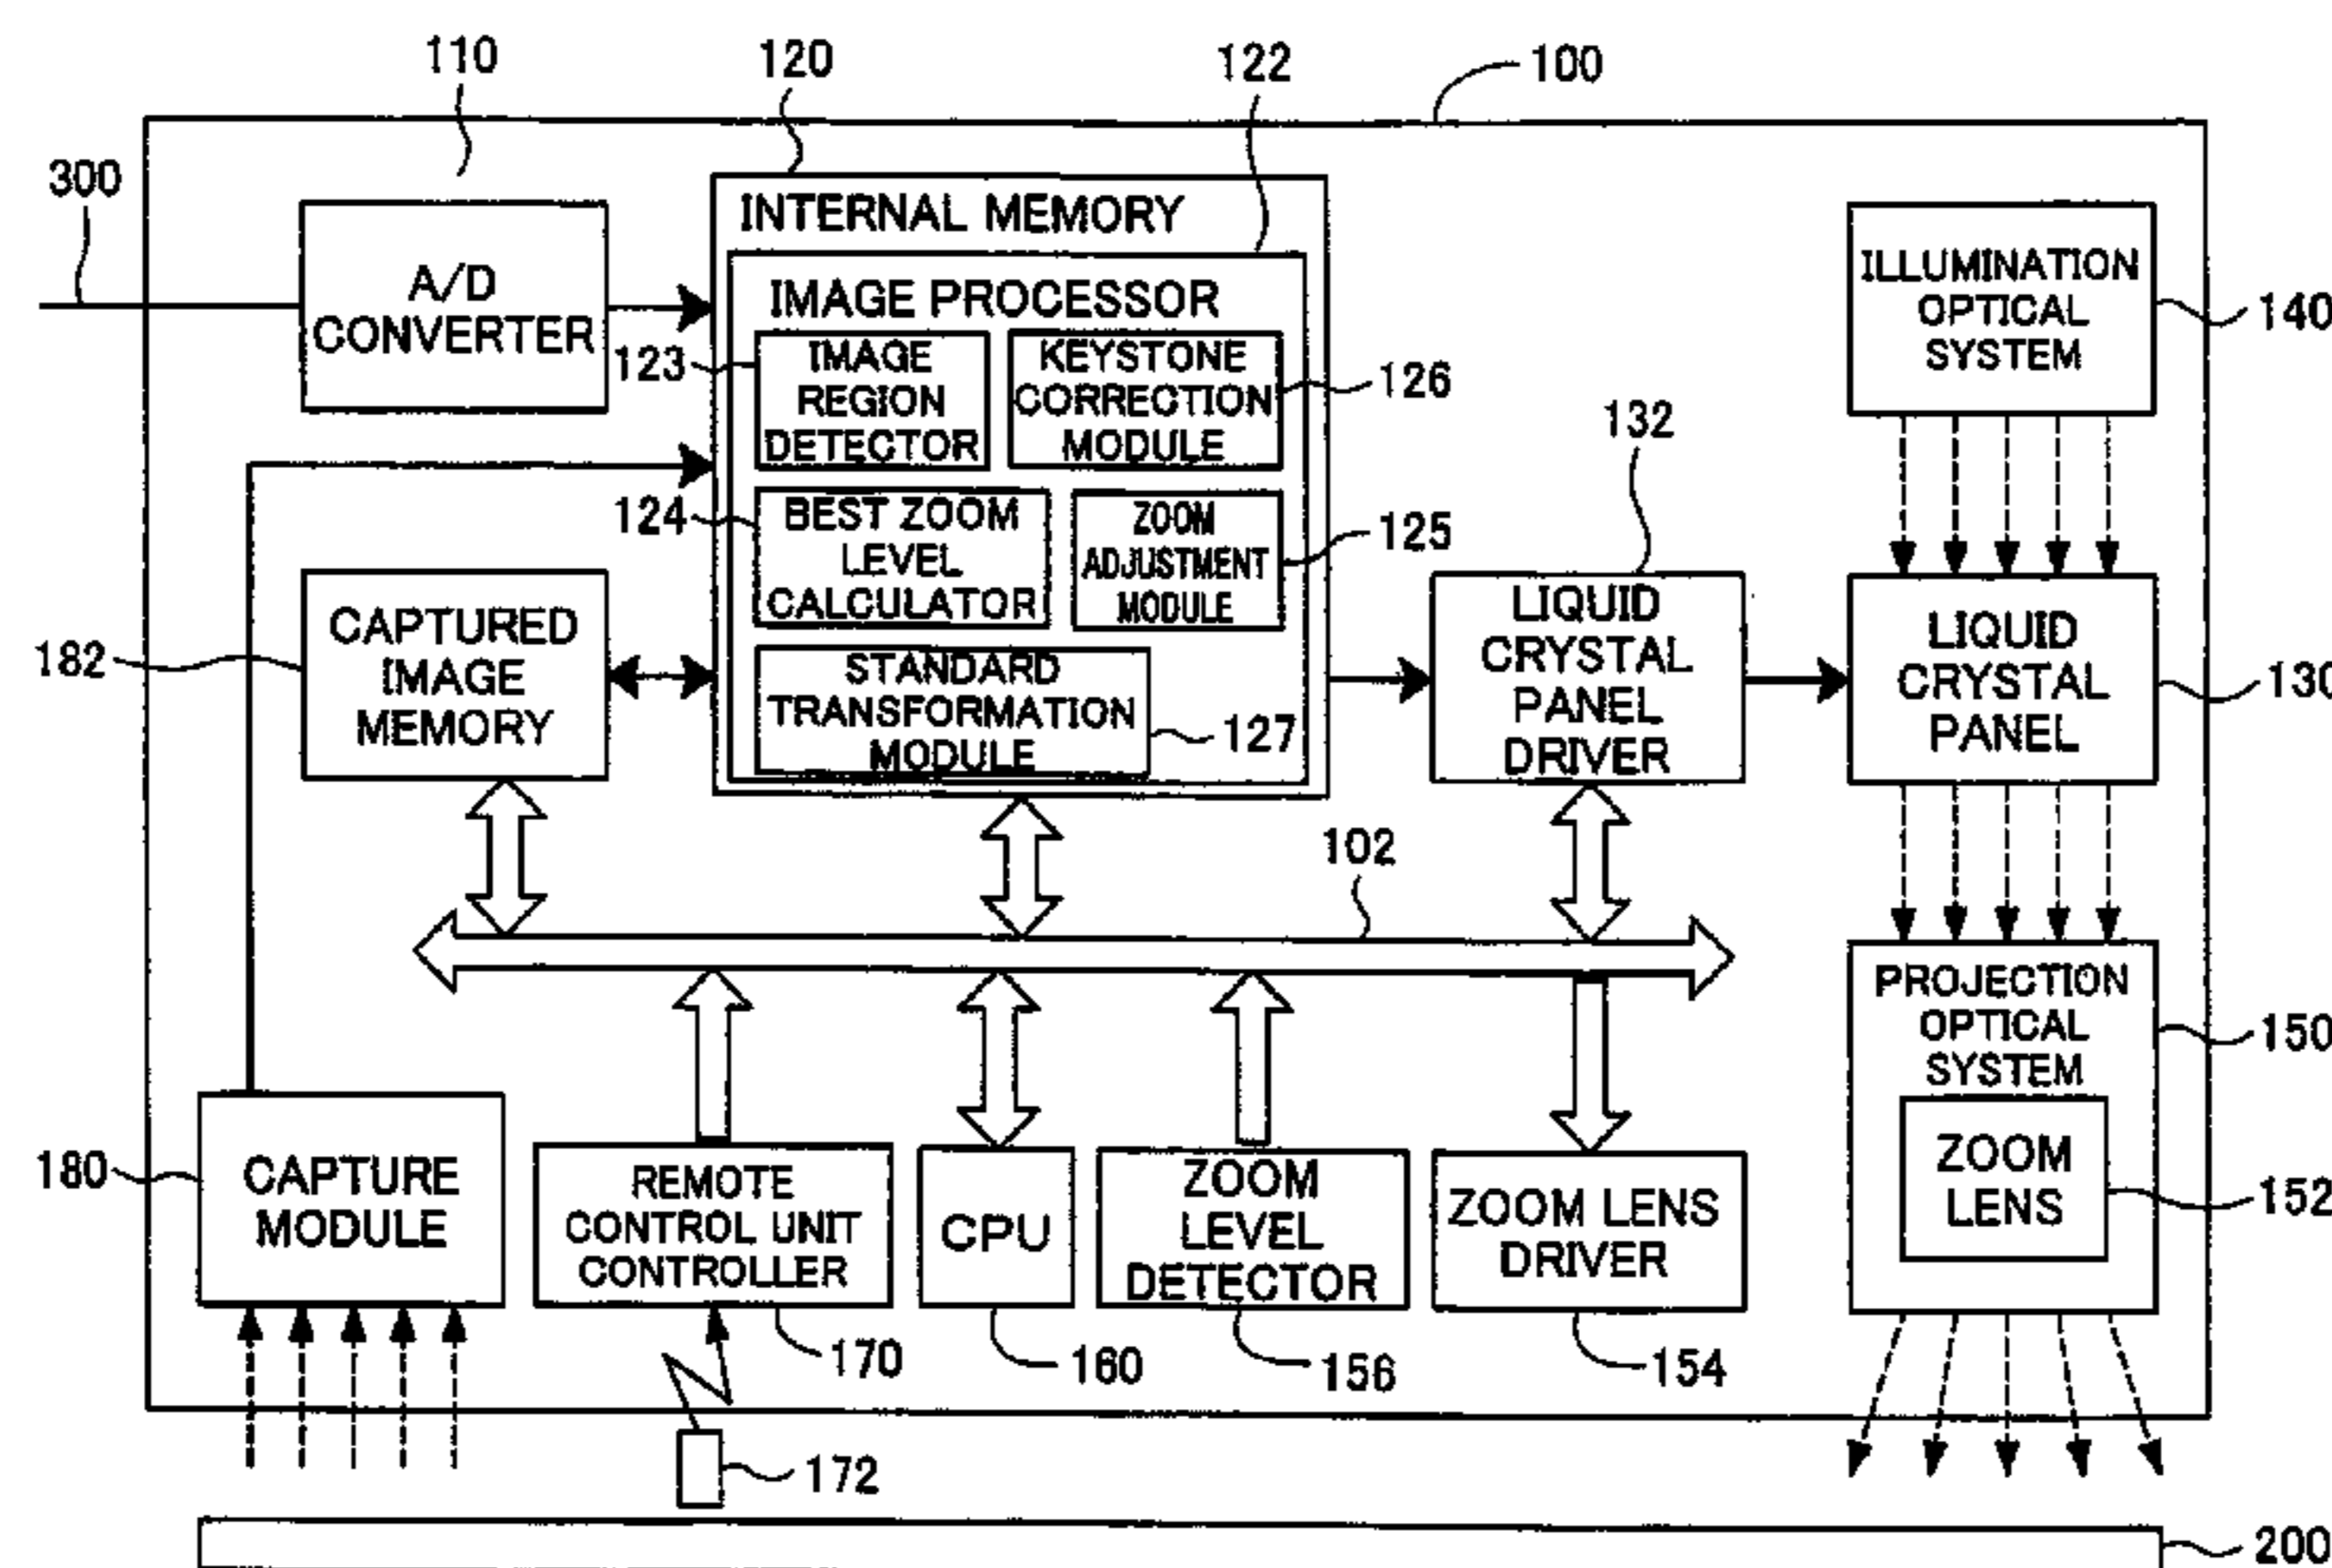 110
120
122
100
300
INTERNAL MEMORY
A/D
CONVERTER
IMAGE PROCESSOR
123
IMAGE
REGION
DETECTOR
KEYSTONE
CORRECTION
MODULE
126
ILLUMINATION
OPTICAL
SYSTEM
140
124
BEST ZOOM
LEVEL
CALCULATOR
ZOOM
ADJUSTMENT
MODULE
125
132
182
CAPTURED
IMAGE
MEMORY
STANDARD
TRANSFORMATION
MODULE
127
LIQUID
CRYSTAL
PANEL
DRIVER
LIQUID
CRYSTAL
PANEL
130
102
PROJECTION
OPTICAL
SYSTEM
150
ZOOM
LENS
152
180
CAPTURE
MODULE
REMOTE
CONTROL UNIT
CONTROLLER
CPU
ZOOM
LEVEL
DETECTOR
ZOOM LENS
DRIVER
170
160
156
154
172
200